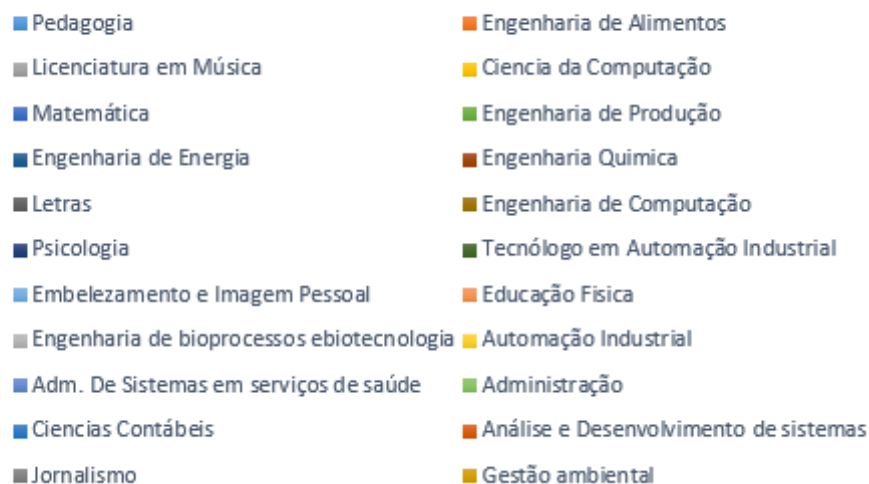 Pedagogia
Engenharia de Alimentos
Licenciatura em Música
Ciencia da Computação
Matemática
Engenharia de Produção
Engenharia de Energia
Engenharia Quimica
Letras
Engenharia de Computação
Psicologia
Tecnólogo em Automação Industrial
Embelezamento e Imagem Pessoal
Educação Fisica
Engenharia de bioprocessos ebiotecnologia
Automação Industrial
Adm. De Sistemas em serviços de saúde
Administração
Ciencias Contábeis
Análise e Desenvolvimento de sistemas
Jornalismo
Gestão ambiental